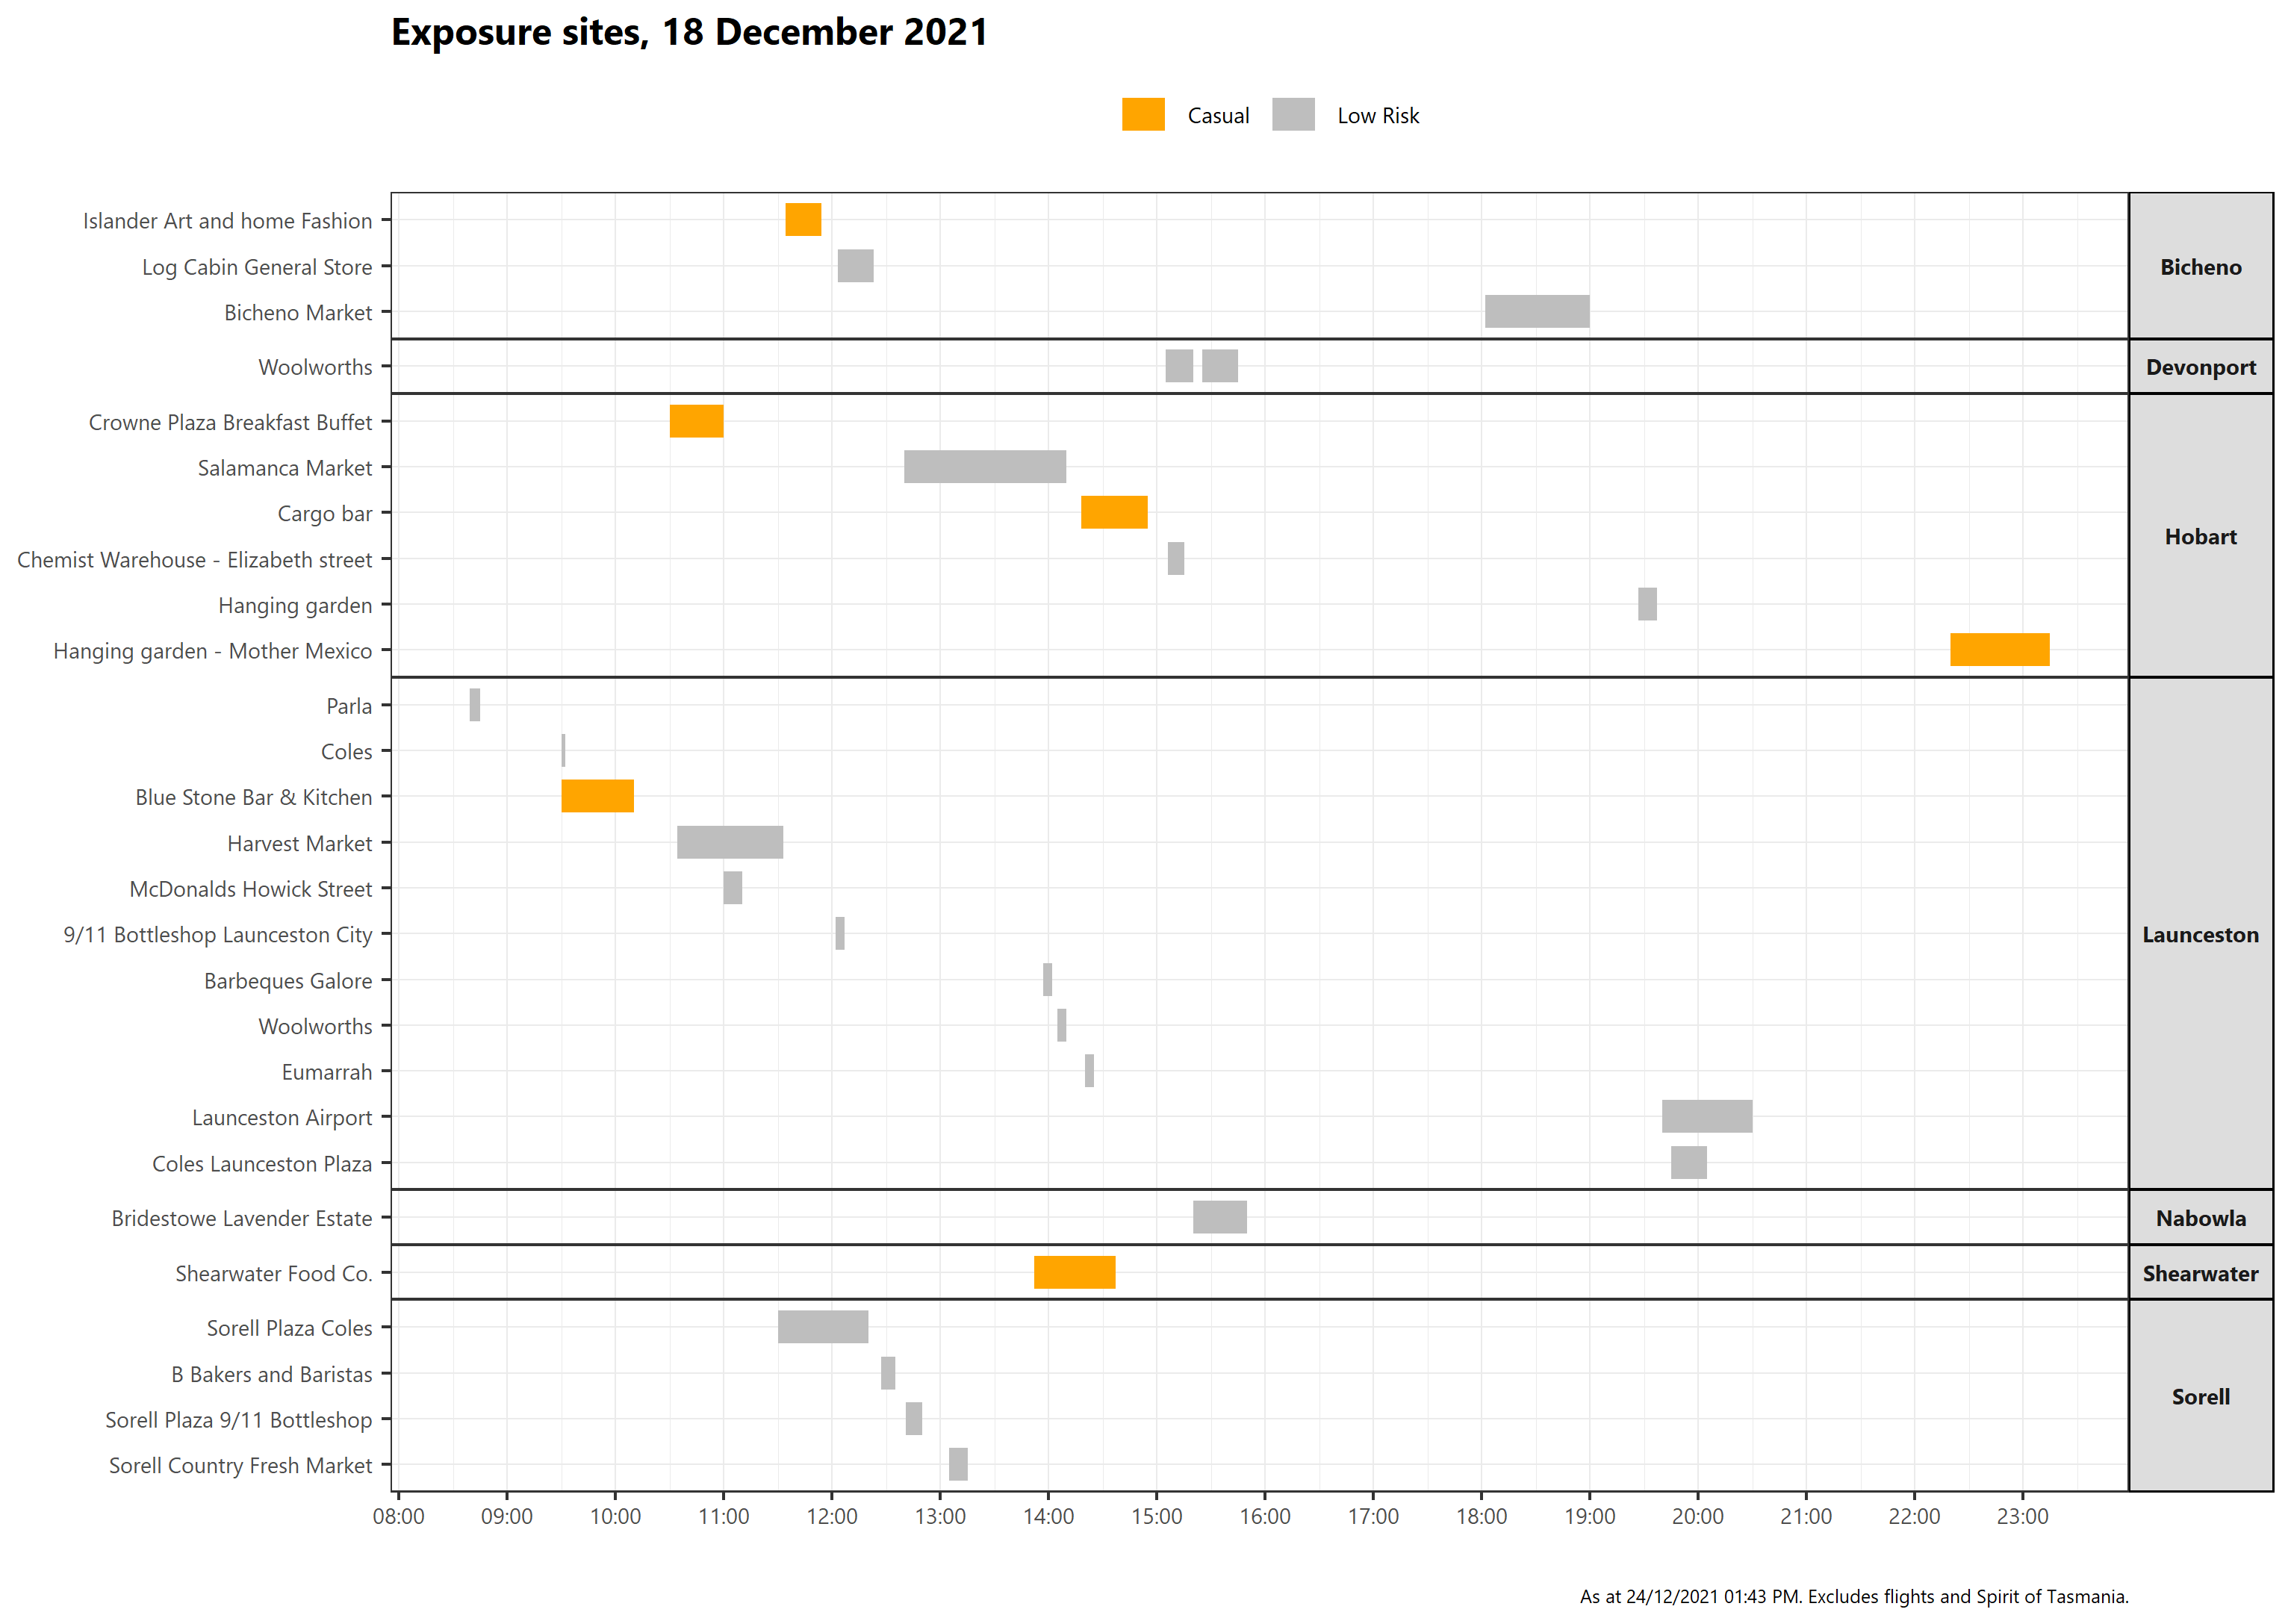 Exposure sites, 18 December 2021
Casual
Low Risk
Islander Art and home Fashion
Log Cabin General Store
Bicheno Market
Bicheno
Woolworths
Devonport
Crowne Plaza Breakfast Buffet
Salamanca Market
Cargo bar
Chemist Warehouse - Elizabeth street
Hanging garden
Hanging garden - Mother Mexico
Hobart
Parla
Coles
Blue Stone Bar & Kitchen
Harvest Market
McDonalds Howick Street
9/11 Bottleshop Launceston City
Barbeques Galore
Woolworths
Eumarrah
Launceston Airport
Coles Launceston Plaza
Launceston
Bridestowe Lavender Estate
Nabowla
Shearwater Food Co.
Shearwater
Sorell Plaza Coles
B Bakers and Baristas
Sorell Plaza 9/11 Bottleshop
Sorell Country Fresh Market
Sorell
08:00 09:00 10:00 11:00 12:00 13:00 14:00 15:00 16:00 17:00 18:00 19:00 20:00 21:00 22:00 23:00
As at 24/12/2021 01:43 PM. Excludes flights and Spirit of Tasmania.